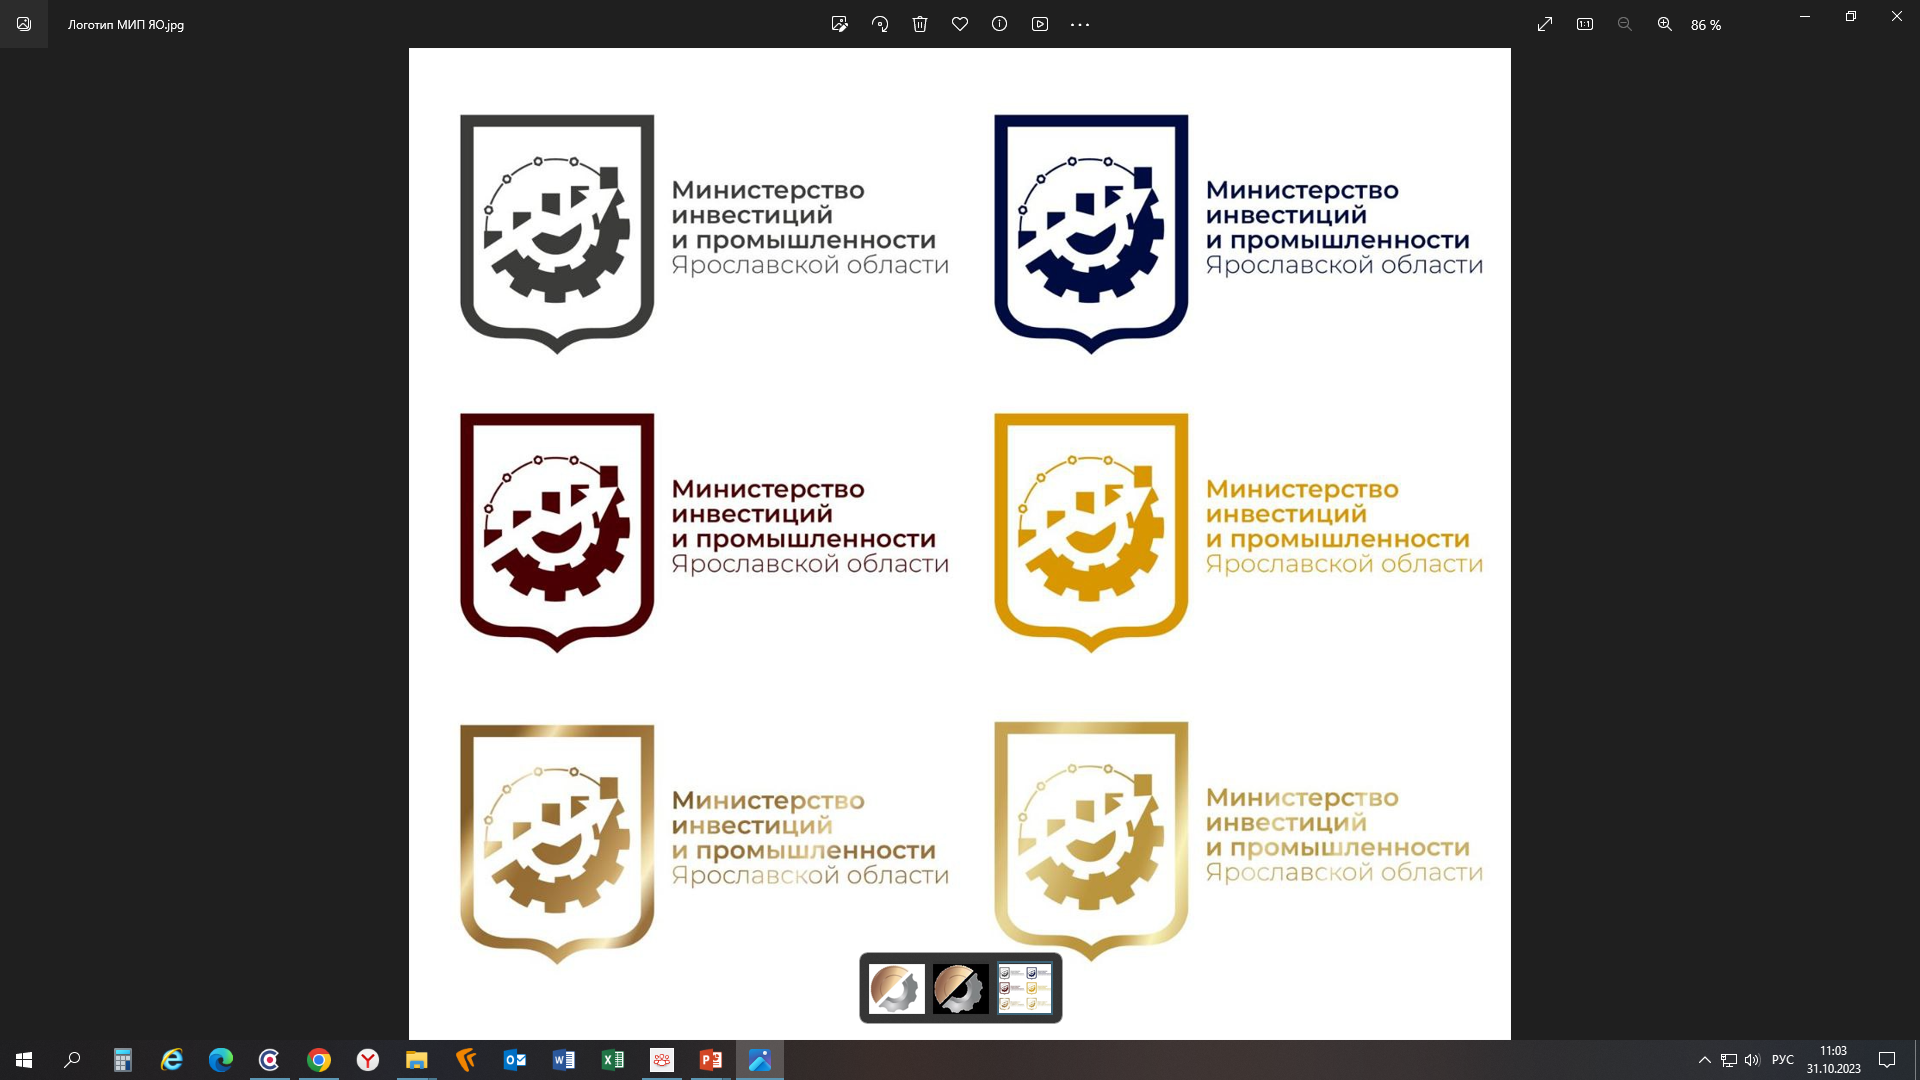 Логотип МИП ЯО.jpg
86 %
Министерство
инвестиций
и промышленности
Ярославской области
Министерство
инвестиций
и промышленности
Ярославской области
Министерство
инвестиций
и промышленности
Ярославской области
Министерство
инвестиций
и промышленности
Ярославской области
Министерство
инвестиций
и промышленности
Ярославской области
Министерство
инвестиций
и промышленности
Ярославской области
РУС
11:03
31.10.2023